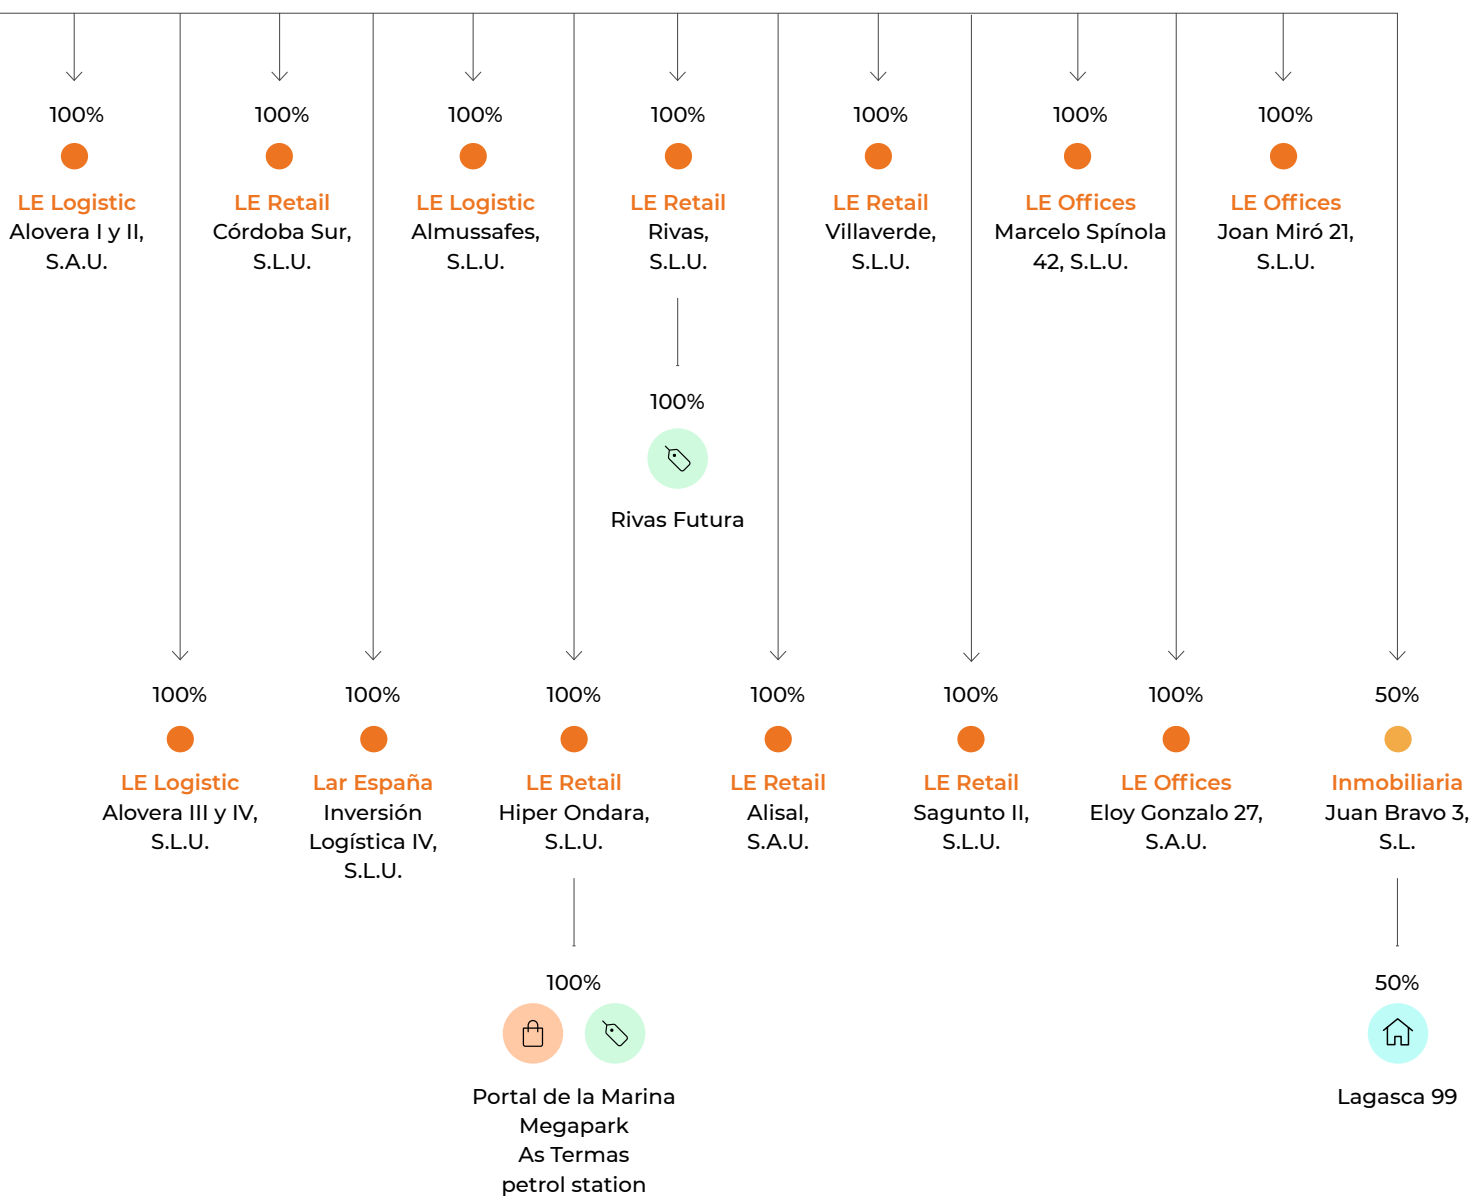 100%
LE Logistic
Alovera I y II,
S.A.U.
100%
LE Retail
Córdoba Sur,
S.L.U.
100%
LE Logistic
Almussafes,
S.L.U.
100%
LE Retail
Rivas,
S.L.U.
100%
Rivas Futura
100%
LE Retail
Villaverde,
S.L.U.
100%
LE Offices
Marcelo Spínola
42, S.L.U.
100%
LE Offices
Joan Miró 21,
S.L.U.
100%
LE Logistic
Alovera III y IV,
S.L.U.
100%
Lar España
Inversión
Logística IV,
S.L.U.
100%
LE Retail
Hiper Ondara,
S.L.U.
100%
Portal de la Marina
Megapark
As Termas
petrol station
100%
LE Retail
Alisal,
S.A.U.
100%
LE Retail
Sagunto II,
S.L.U.
100%
LE Offices
Eloy Gonzalo 27,
S.A.U.
50%
Inmobiliaria
Juan Bravo 3,
S.L.
50%
Lagasca 99